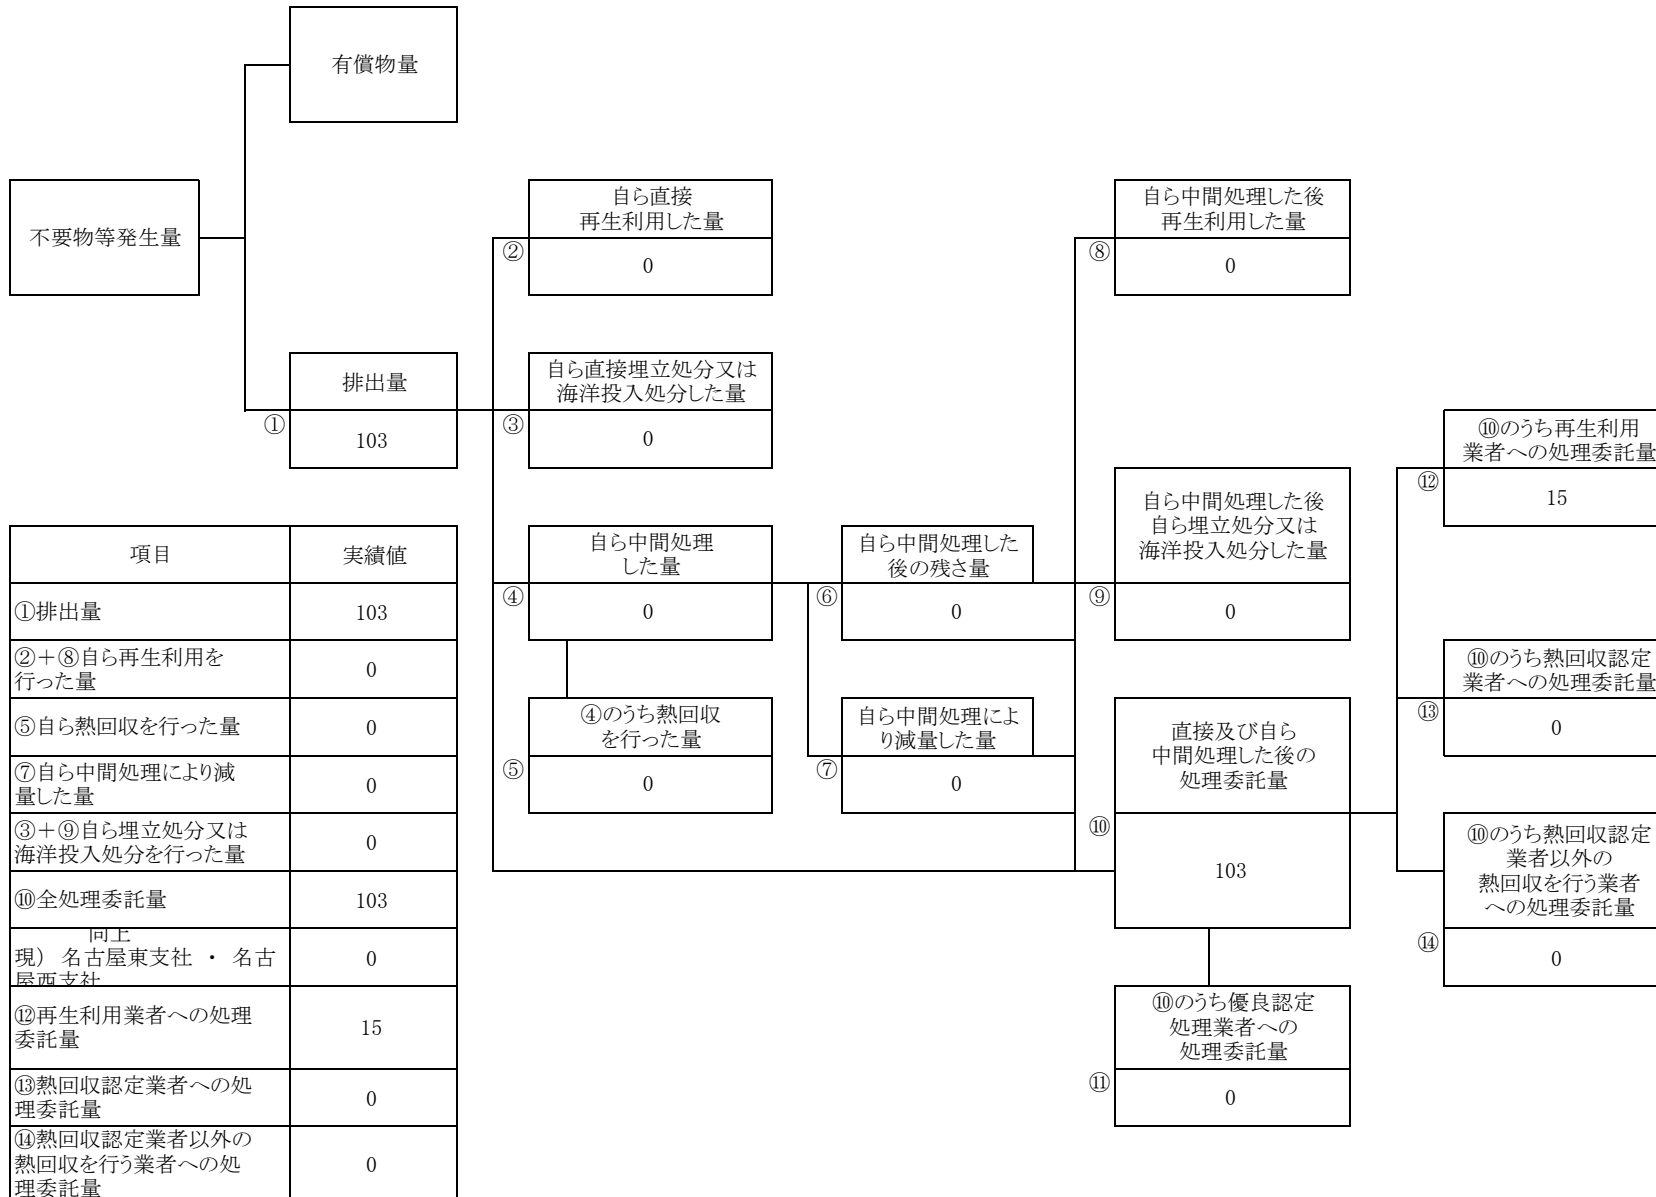 有償物量
不要物等発生量
自ら直接
再生利用した量
②
0
自ら中間処理した後
再生利用した量
⑧
0
排出量
①
103
自ら直接埋立処分又は
海洋投入処分した量
③
0
⑩のうち再生利用
業者への処理委託量
⑫
15
自ら中間処理
した量
④
0
自ら中間処理した
後の残さ量
⑥
0
自ら中間処理した後
自ら埋立処分又は
海洋投入処分した量
⑨
0
⑩のうち熱回収認定
業者への処理委託量
⑬
0
④のうち熱回収
を行った量
⑤
0
自ら中間処理によ
り減量した量
⑦
0
直接及び自ら
中間処理した後の
処理委託量
⑩
103
⑩のうち熱回収認定
業者以外の
熱回収を行う業者
への処理委託量
⑭
0
⑩のうち優良認定
処理業者への
処理委託量
⑪
0
項目 実績値
①排出量 103
②+⑧自ら再生利用を
行った量 0
⑤自ら熱回収を行った量 0
⑦自ら中間処理により減
量した量 0
③+⑨自ら埋立処分又は
海洋投入処分を行った量 0
⑩全処理委託量 103
同上
現) 名古屋東支社 ・ 名古
屋西支社 0
⑫再生利用業者への処理
委託量 15
⑬熱回収認定業者への処
理委託量 0
⑭熱回収認定業者以外の
熱回収を行う業者への処
理委託量 0